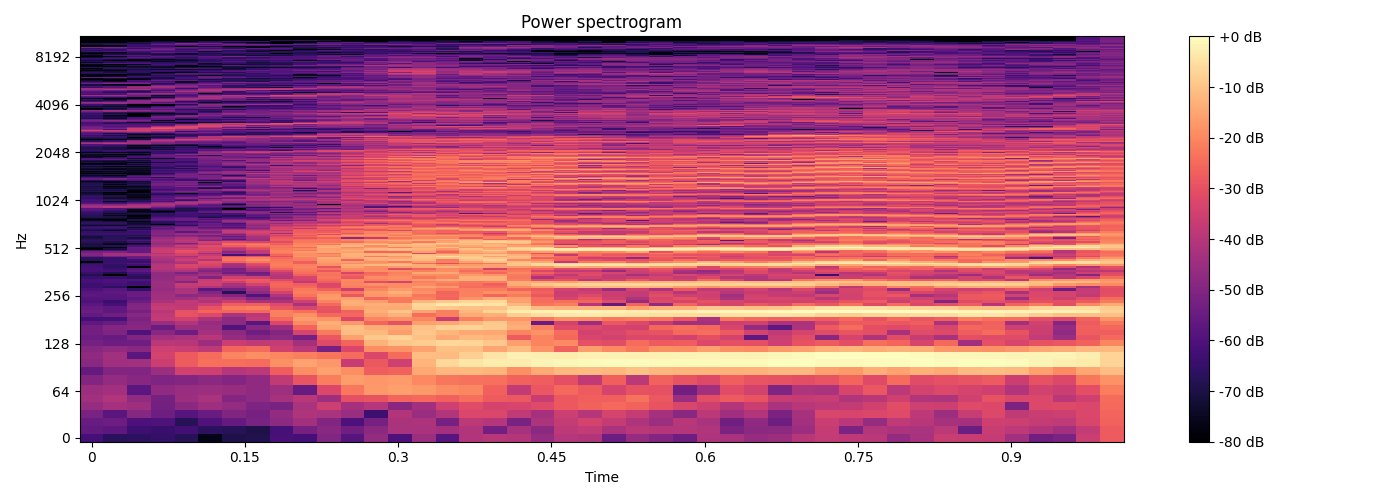 Power spectrogram
Hz
8192
4096
2048
1024
512
256
128
64
0
0 0.15 0.3 0.45 0.6 0.75 0.9
Time
+0 dB
-10 dB
-20 dB
-30 dB
-40 dB
-50 dB
-60 dB
-70 dB
-80 dB